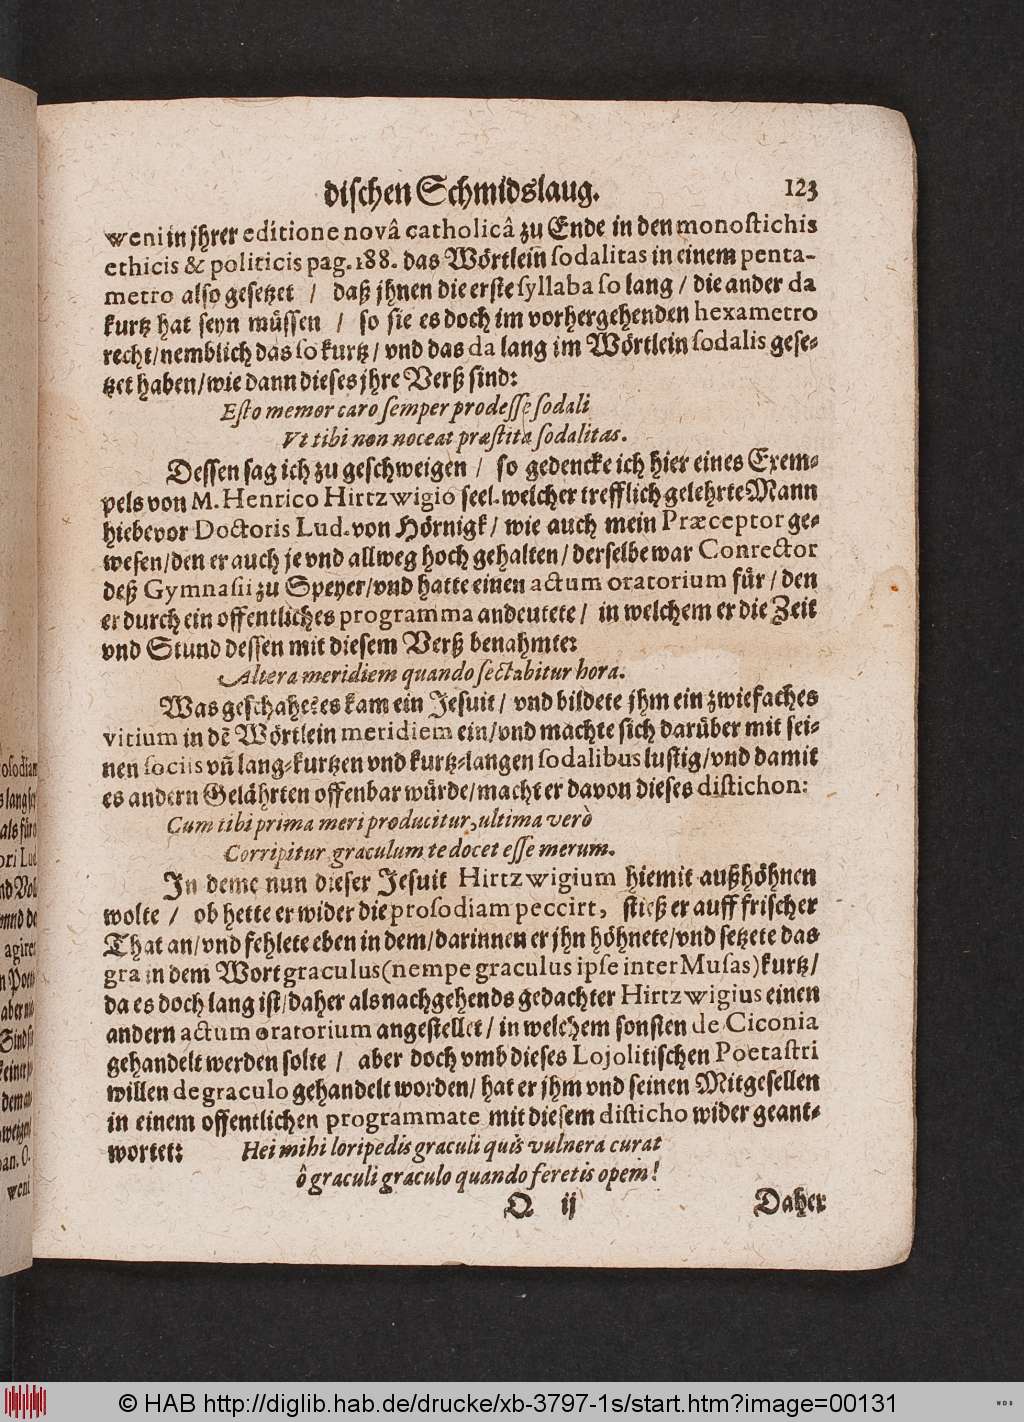 dischen Schmidslaug. 123
weni in jhrer editione novâ catholicâ zu Ende in den monostichis
ethicis & politicis pag. 188. das Wörtlein sodalitas in einem penta-
metro also gesetzet / daß jhnen die erste syllaba so lang / die ander da
kurtz hat seyn müssen / so sie es doch im vorhergehenden hexametro
recht / nemblich das so kurtz / vnd das da lang im Wörtlein sodalis gese-
tzet haben / wie dann dieses jhre Verß sind:
Esto memor caro semper prodesse sodali
Vt tibi non noceat præstita sodalitas.
Dessen sag ich zu geschweigen / so gedencke ich hier eines Exem-
pels von M. Henrico Hirtzwigio seel. welcher trefflich gelehrte Mann
hiebevor Doctoris Lud. von Hörnigk / wie auch mein Præceptor ge-
wesen / den er auch je vnd allweg hoch gehalten / derselbe war Conrector
deß Gymnasii zu Speyer / vnd hatte einen actum oratorium für / den
er durch ein offentliches programma andeutete / in welchem er die Zeit
vnd Stund dessen mit diesem Verß benahmte:
Altera meridiem quando sectabitur hora.
Was geschahe? es kam ein Jesuit / vnd bildete jhm ein zwiefaches
vitium in dē Wörtlein meridiem ein / vnd machte sich darüber mit sei-
nen sociis vñ lang-kurtzen vnd kurtz-langen sodalibus lustig / vnd damit
es andern Gelährten offenbar würde / macht er davon dieses distichon:
Cum tibi prima meri producitur, ultima verò
Corripitur graculum te docet esse merum.
In deme nun dieser Jesuit Hirtzwigium hiemit außhöhnen
wolte / ob hette er wider die prosodiam peccirt, stieß er auff frischer
That an / vnd fehlete eben in dem / darinnen er jhn höhnete / vnd setzete das
gra in dem Wort graculus (nempe graculus ipse inter Musas) kurtz /
da es doch lang ist / daher als nachgehends gedachter Hirtzwigius einen
andern actum oratorium angestellet / in welchem sonsten de Ciconia
gehandelt werden solte / aber doch vmb dieses Lojolitischen Poetastri
willen de graculo gehandelt worden / hat er jhm vnd seinen Mitgesellen
in einem offentlichen programmate mit diesem disticho wider geant-
wortet: Hei mihi loripedis graculi quis vulnera curat
ô graculi graculo quando feretis opem!
Q ij Daher
© HAB http://diglib.hab.de/drucke/xb-3797-1s/start.htm?image=00131